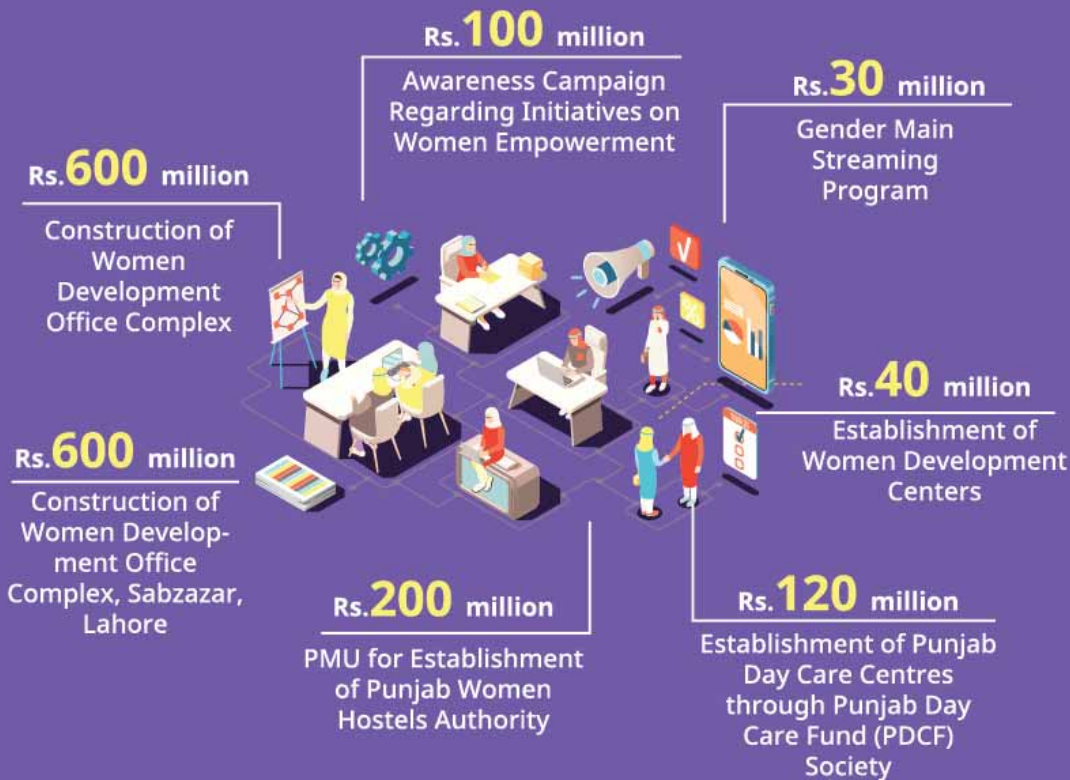 Rs.100 million
Awareness Campaign
Regarding Initiatives on
Women Empowerment
Rs.30 million
Gender Main
Streaming
Program
Rs.600 million
Construction of
Women
Development
Office Complex
Rs.40 million
Establishment of
Women Development
Centers
Rs.600 million
Construction of
Women Develop-
ment Office
Complex, Sabzazar,
Lahore
Rs.200 million
PMU for Establishment
of Punjab Women
Hostels Authority
Rs.120 million
Establishment of Punjab
Day Care Centres
through Punjab Day
Care Fund (PDCF)
Society